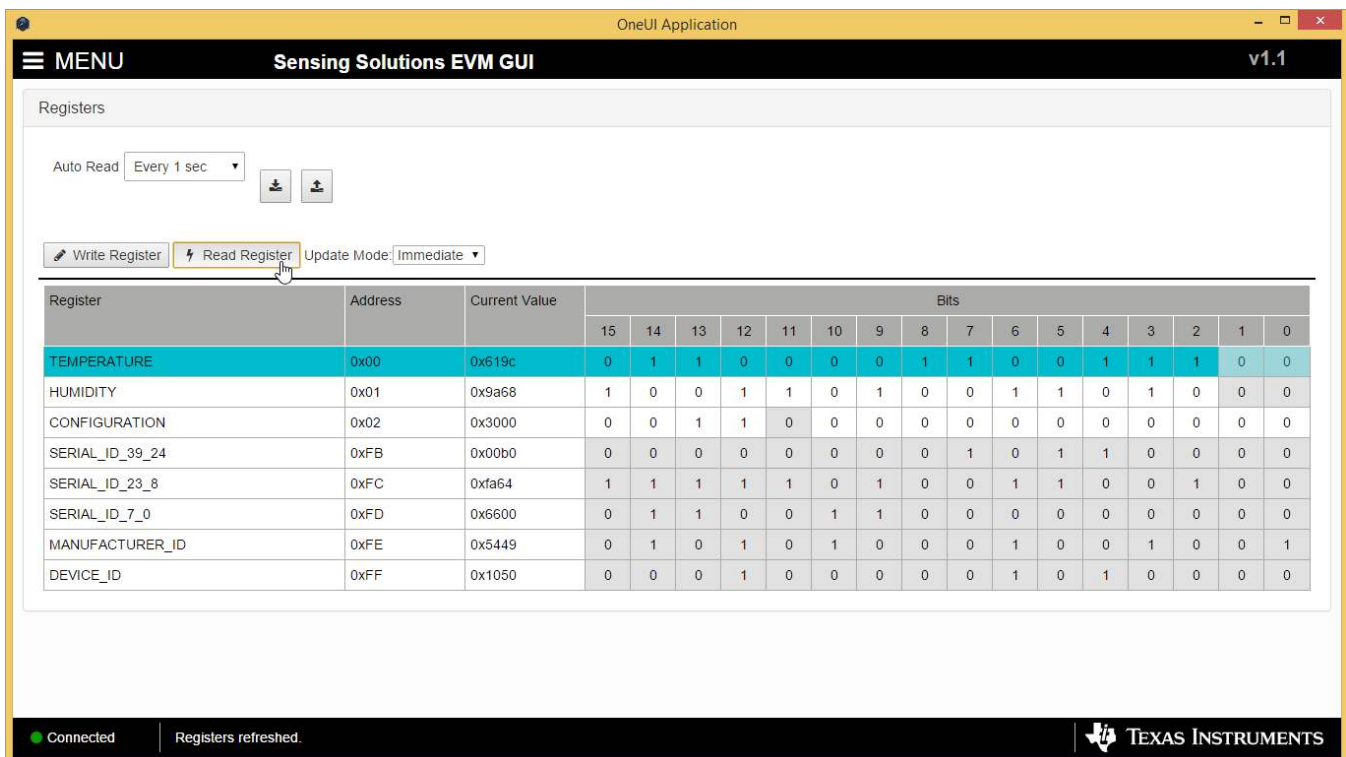 OneUI Application
MENU Sensing Solutions EVM GUI v1.1
Registers
Auto Read Every 1 sec
Write Register Read Register Update Mode: Immediate
Register Address Current Value Bits
15 14 13 12 11 10 9 8 7 6 5 4 3 2 1 0
TEMPERATURE 0x00 0x619c 0 1 1 0 0 0 0 1 1 0 0 1 1 1 0 0
HUMIDITY 0x01 0x9a68 1 0 0 1 1 0 1 0 0 1 1 0 1 0 0 0
CONFIGURATION 0x02 0x3000 0 0 1 1 0 0 0 0 0 0 0 0 0 0 0 0
SERIAL_ID_39_24 0xFB 0x00b0 0 0 0 0 0 0 0 0 1 0 1 1 0 0 0 0
SERIAL_ID_23_8 0xFC 0xfa64 1 1 1 1 1 0 1 0 0 1 1 0 0 1 0 0
SERIAL_ID_7_0 0xFD 0x6600 0 1 1 0 0 1 1 0 0 0 0 0 0 0 0 0
MANUFACTURER_ID 0xFE 0x5449 0 1 0 1 0 1 0 0 0 1 0 0 1 0 0 1
DEVICE_ID 0xFF 0x1050 0 0 0 1 0 0 0 0 0 1 0 1 0 0 0 0
Connected Registers refreshed. TEXAS INSTRUMENTS